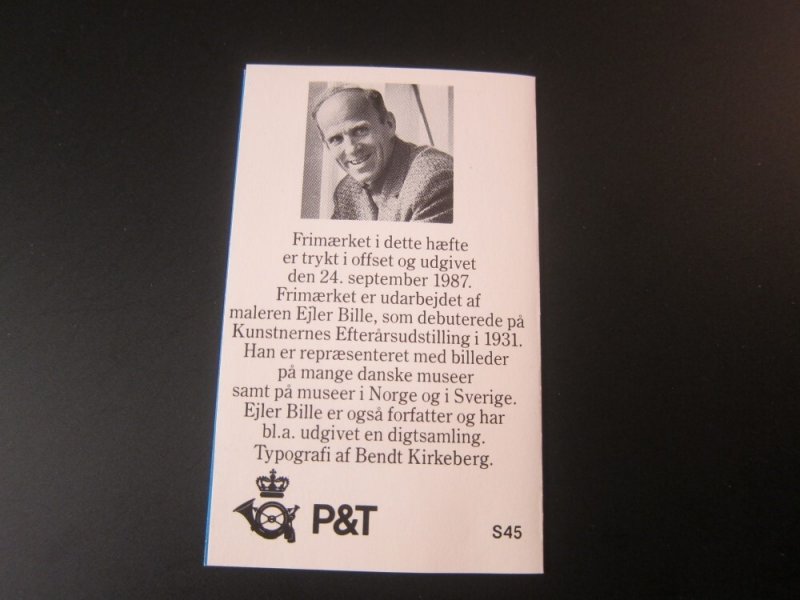 Frimærket i dette hæfte
er trykt i offset og udgivet
den 24. september 1987.
Frimærket er udarbejdet af
maleren Ejler Bille, som debuterede på
Kunstnernes Efterårsudstilling i 1931.
Han er repræsenteret med billeder
på mange danske museer
samt på museer i Norge og i Sverige.
Ejler Bille er også forfatter og har
bl.a. udgivet en digtsamling.
Typografi af Bendt Kirkeberg.
P&T
S45